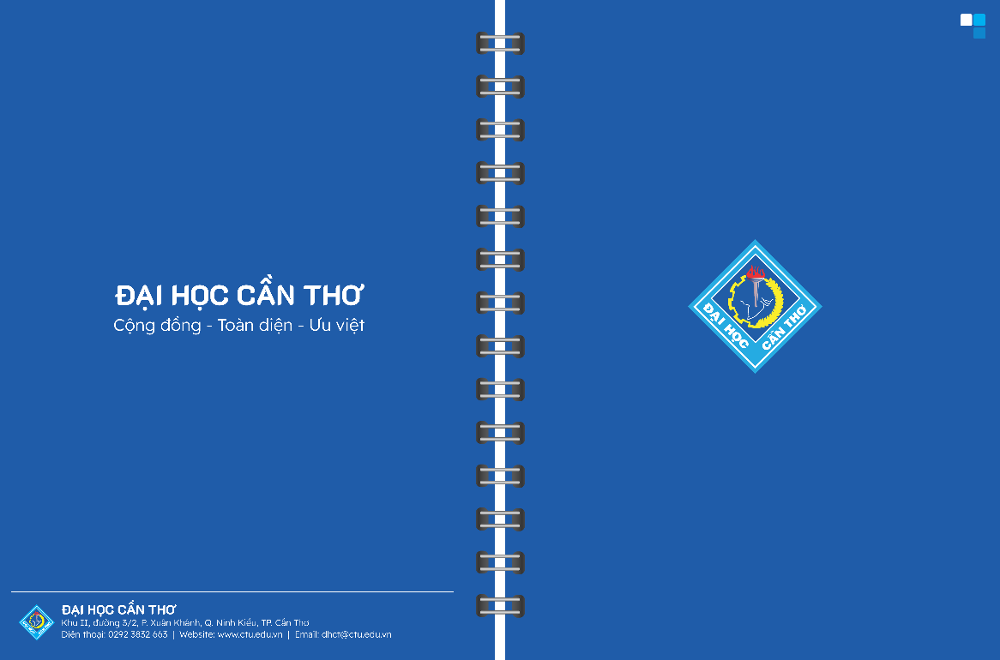 ĐẠI HỌC CẦN THƠ
Cộng đồng - Toàn diện - Ưu việt
ĐẠI HỌC CẦN THƠ
Khu II, đường 3/2, P. Xuân Khánh, Q. Ninh Kiều, TP. Cần Thơ
Diện thoại: 0292 3832 663 | Website: www.ctu.edu.vn | Email: dhct@ctu.edu.vn
ĐẠI HỌC CẦN THƠ